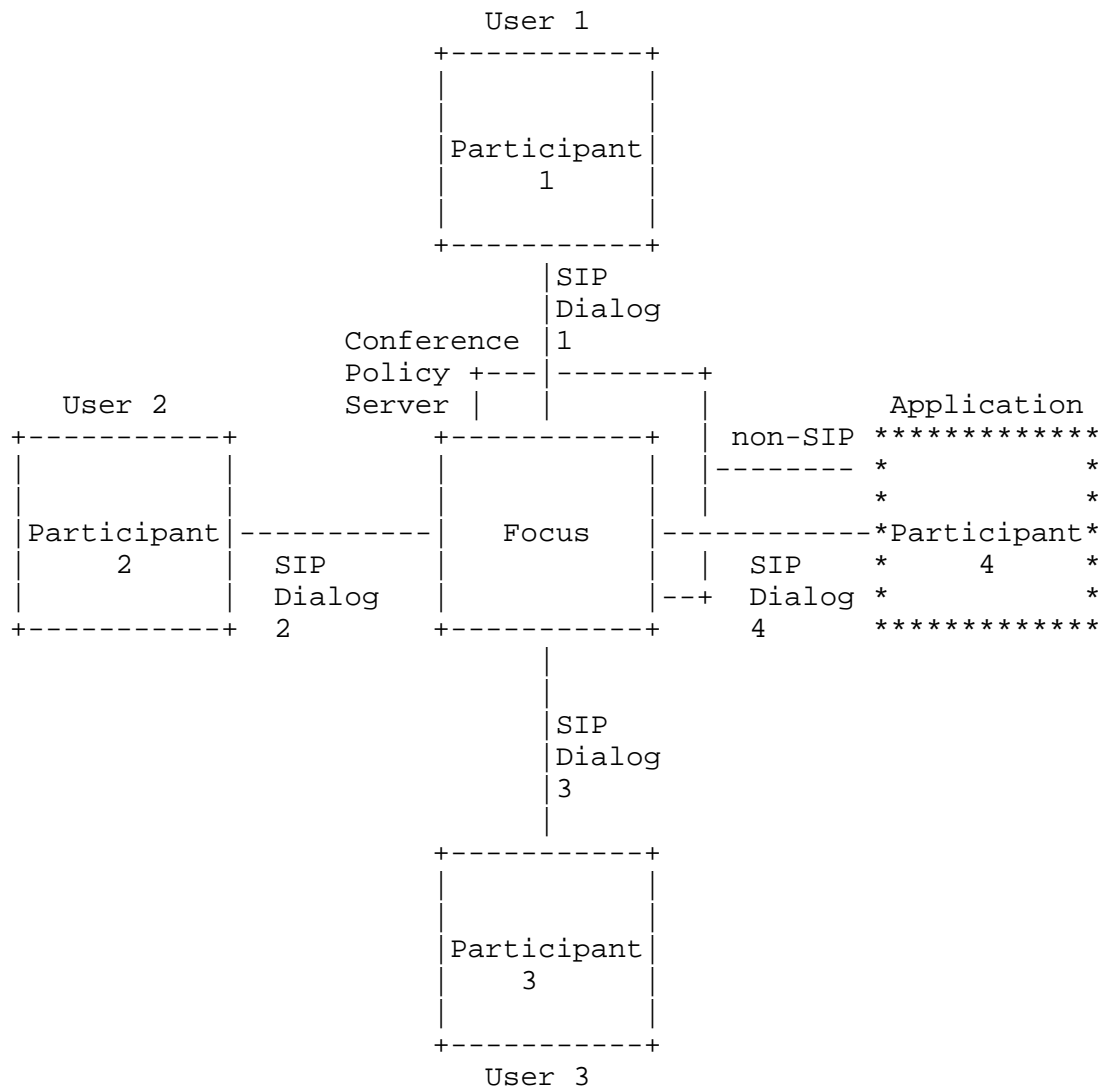 User 1
Participant
1
SIP
Dialog
Conference 1
Policy
User 2 Server Application
non-SIP
Participant Focus Participant
2 SIP SIP 4
Dialog Dialog
2 4
SIP
Dialog
3
Participant
3
User 3